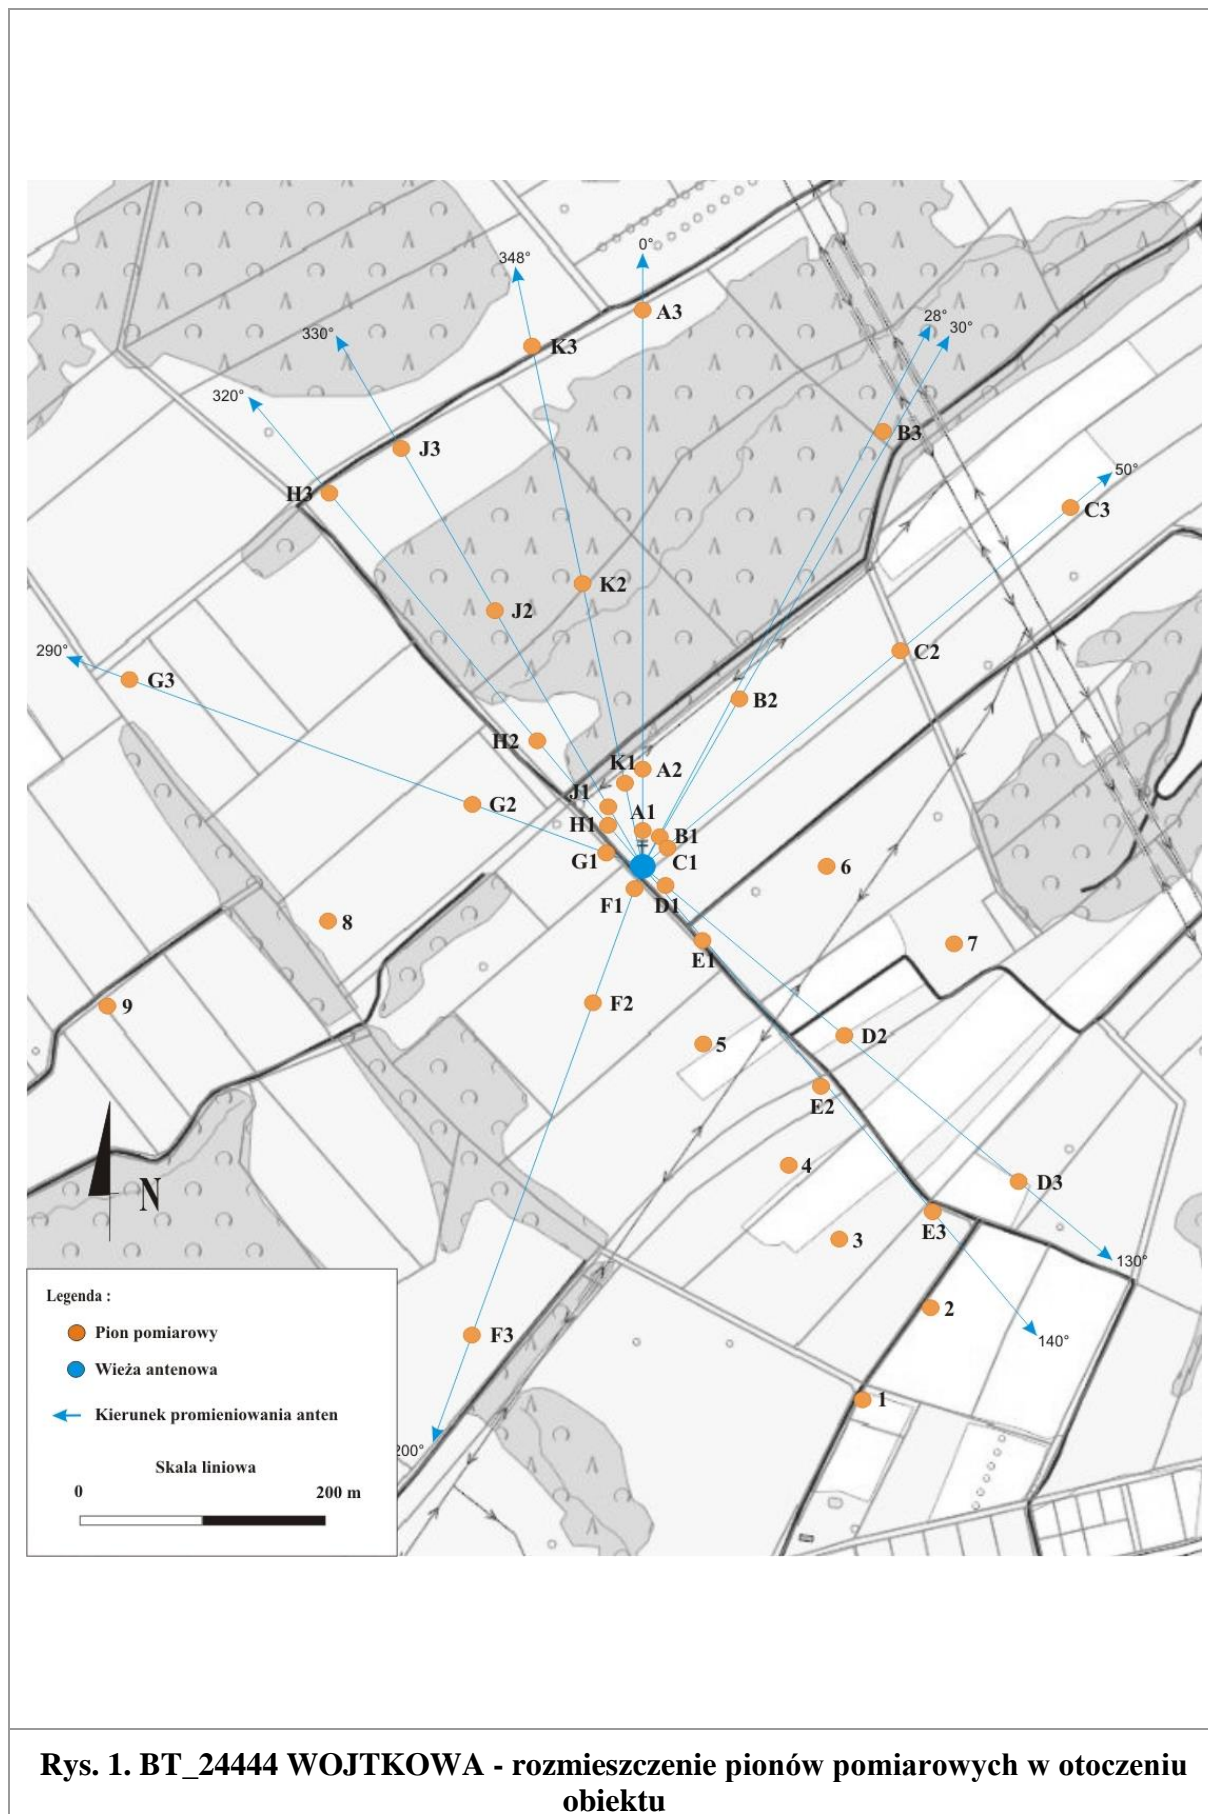 0°
348°
A3
28°
30°
330°
K3
320°
B3
J3
50°
H3
C3
K2
J2
290°
C2
G3
B2
H2
K1
A2
J1
G2
A1
H1
B1
G1
C1
6
F1
D1
8
7
E1
9
F2
D2
5
E2
4
D3
N
E3
3
130°
Legenda :
2
Pion pomiarowy
F3
140°
Wieża antenowa
1
Kierunek promieniowania anten
200°
Skala liniowa
0 200 m
Rys. 1. BT_24444 WOJTKOWA - rozmieszczenie pionów pomiarowych w otoczeniu
obiektu